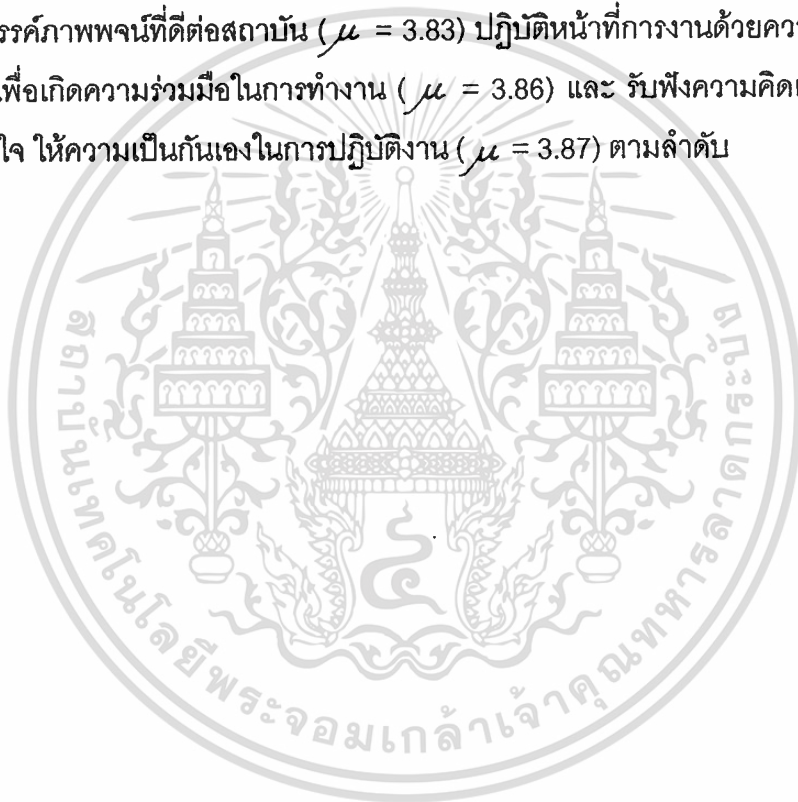 รรค์ภาพพจน์ที่ดีต่อสถาบัน (μ = 3.83) ปฏิบัติหน้าที่การงานด้วยคว
เพื่อเกิดความร่วมมือในการทำงาน (μ = 3.86) และ รับฟังความคิดเ
ใจ ให้ความเป็นกันเองในการปฏิบัติงาน (μ = 3.87) ตามลำดับ
สถาบันเทคโนโลยีพระจอมเกล้าเจ้าคุณทหารลาดกระบัง